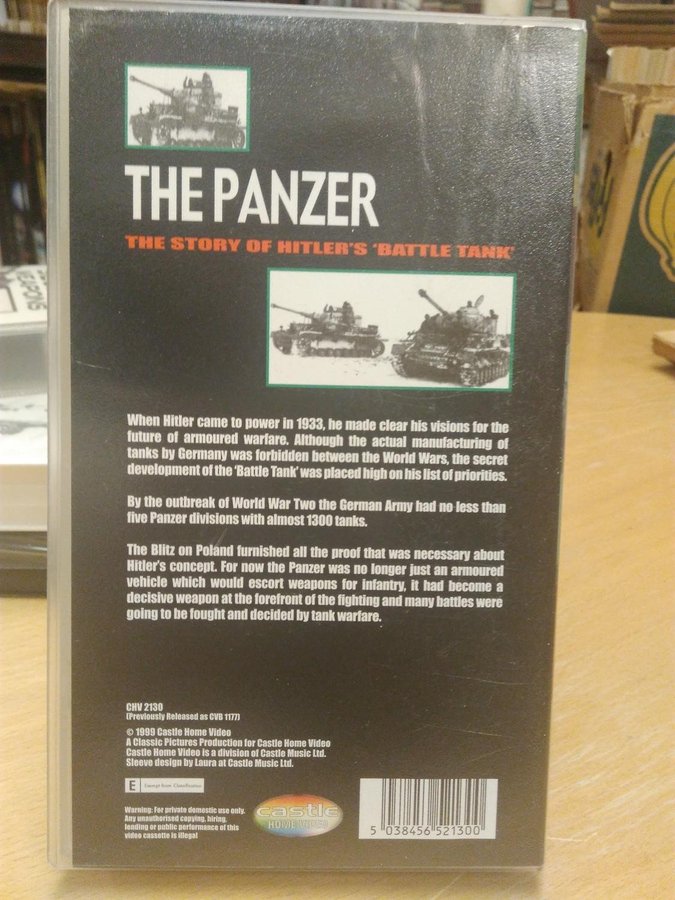 THE PANZER
THE STORY OF HITLER'S 'BATTLE TANK'
WEAPONS
When Hitler came to power in 1933, he made clear his visions for the
future of armoured warfare. Although the actual manufacturing of
tanks by Germany was forbidden between the World Wars, the secret
development of the 'Battle Tank' was placed high on his list of priorities.
By the outbreak of World War Two the German Army had no less than
five Panzer divisions with almost 1300 tanks.
The Blitz on Poland furnished all the proof that was necessary about
Hitler's concept. For now the Panzer was no longer just an armoured
vehicle which would escort weapons for infantry, it had become a
decisive weapon at the forefront of the fighting and many battles were
going to be fought and decided by tank warfare.
CHV 2130
(Previously Released as CVB 1177)
© 1999 Castle Home Video
A Classic Pictures Production for Castle Home Video
Castle Home Video is a division of Castle Music Ltd.
Sleeve design by Laura at Castle Music Ltd.
E Exempt from Classification
Warning: For private domestic use only.
Any unauthorised copying, hiring,
lending or public performance of this
video cassette is illegal
castle
HOME VIDEO
5 038456 521300